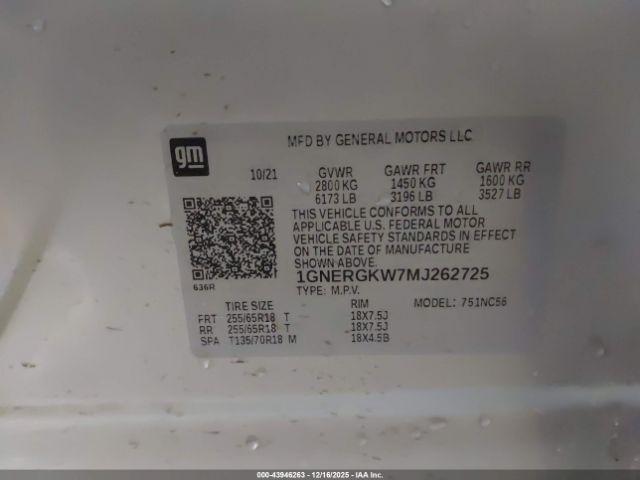 gm
MFD BY GENERAL MOTORS LLC
10/21 GVWR GAWR FRT GAWR RR
2800 KG 1450 KG 1600 KG
6173 LB 3196 LB 3527 LB
THIS VEHICLE CONFORMS TO ALL
APPLICABLE U.S. FEDERAL MOTOR
VEHICLE SAFETY STANDARDS IN EFFECT
ON THE DATE OF MANUFACTURE
SHOWN ABOVE.
1GNERGKW7MJ262725
636R TYPE: M.P.V.
TIRE SIZE RIM MODEL: 751NC56
FRT 255/65R18 T 18X7.5J
RR 255/65R18 T 18X7.5J
SPA T135/70R18 M 18X4.5B
000-43946263 - 12/16/2025 - IAA Inc.